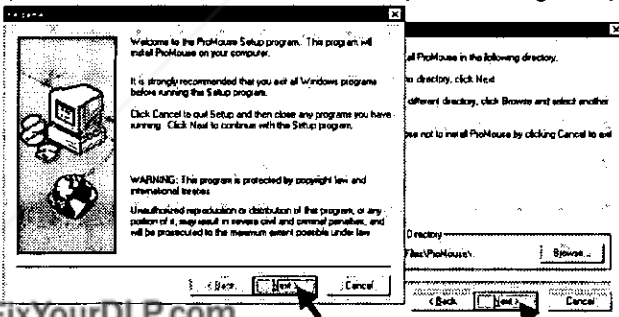 Welcome
Welcome to the ProMouse Setup program. This program will
install ProMouse on your computer.
It is strongly recommended that you exit all Windows programs
before running this Setup program.
Click Cancel to quit Setup and then close any programs you have
running. Click Next to continue with the Setup program.
WARNING: This program is protected by copyright law and
international treaties
Unauthorized reproduction or distribution of this program, or any
portion of it, may result in severe civil and criminal penalties, and
will be prosecuted to the maximum extent possible under law
< Back
Next >
Cancel
all ProMouse in the following directory.
directory, click Next
different directory, click Browse and select another
not to install ProMouse by clicking Cancel to exit
Directory
Files\ProMouse\
Browse...
< Back
Next >
Cancel
FixYourDLP.com